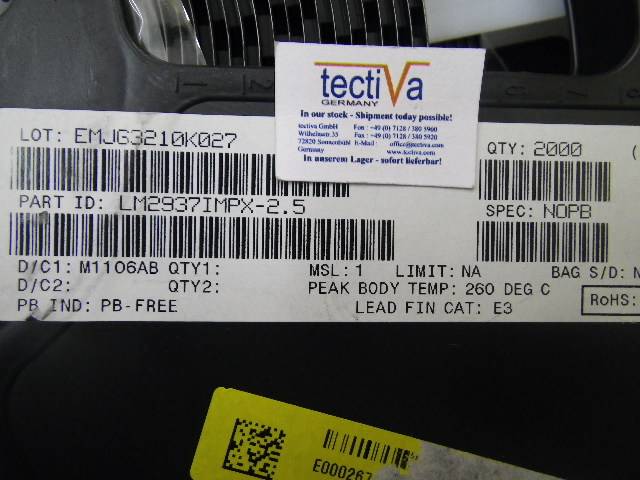 tectiVa
GERMANY
In our stock - Shipment today possible!
tectiva GmbH Fon : +49 (0) 7128 / 380 5960
Wilhelmstr.35 Fax : +49 (0) 7128 / 380 5920
72820 Sonnenbühl E-Mail : office@tectiva.com
Germany www.tectiva.com
In unserem Lager - sofort lieferbar!
LOT: EMJG3210K027
QTY: 2000 (
PART ID: LM2937IMPX-2.5
SPEC: NOPB
D/C1: M1106AB QTY1: MSL: 1 LIMIT: NA BAG S/D: N
D/C2: QTY2: PEAK BODY TEMP: 260 DEG C
PB IND: PB-FREE LEAD FIN CAT: E3
RoHS:
E000267